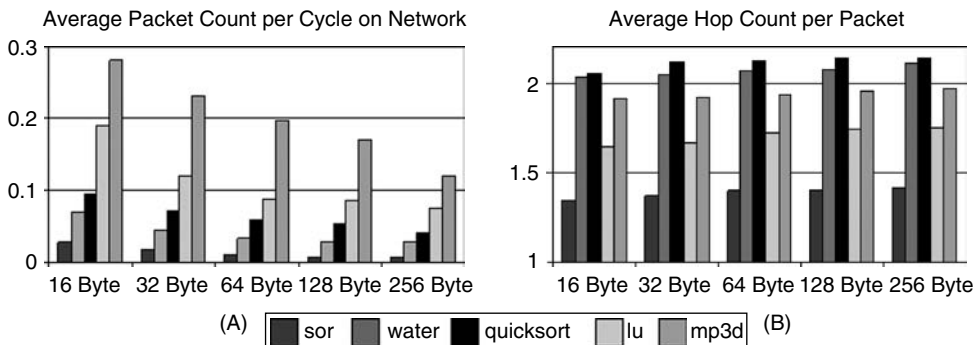 Average Packet Count per Cycle on Network
0.3
0.2
0.1
0
16 Byte 32 Byte 64 Byte 128 Byte 256 Byte
(A)
Average Hop Count per Packet
2
1.5
1
16 Byte 32 Byte 64 Byte 128 Byte 256 Byte
(B)
sor water quicksort lu mp3d